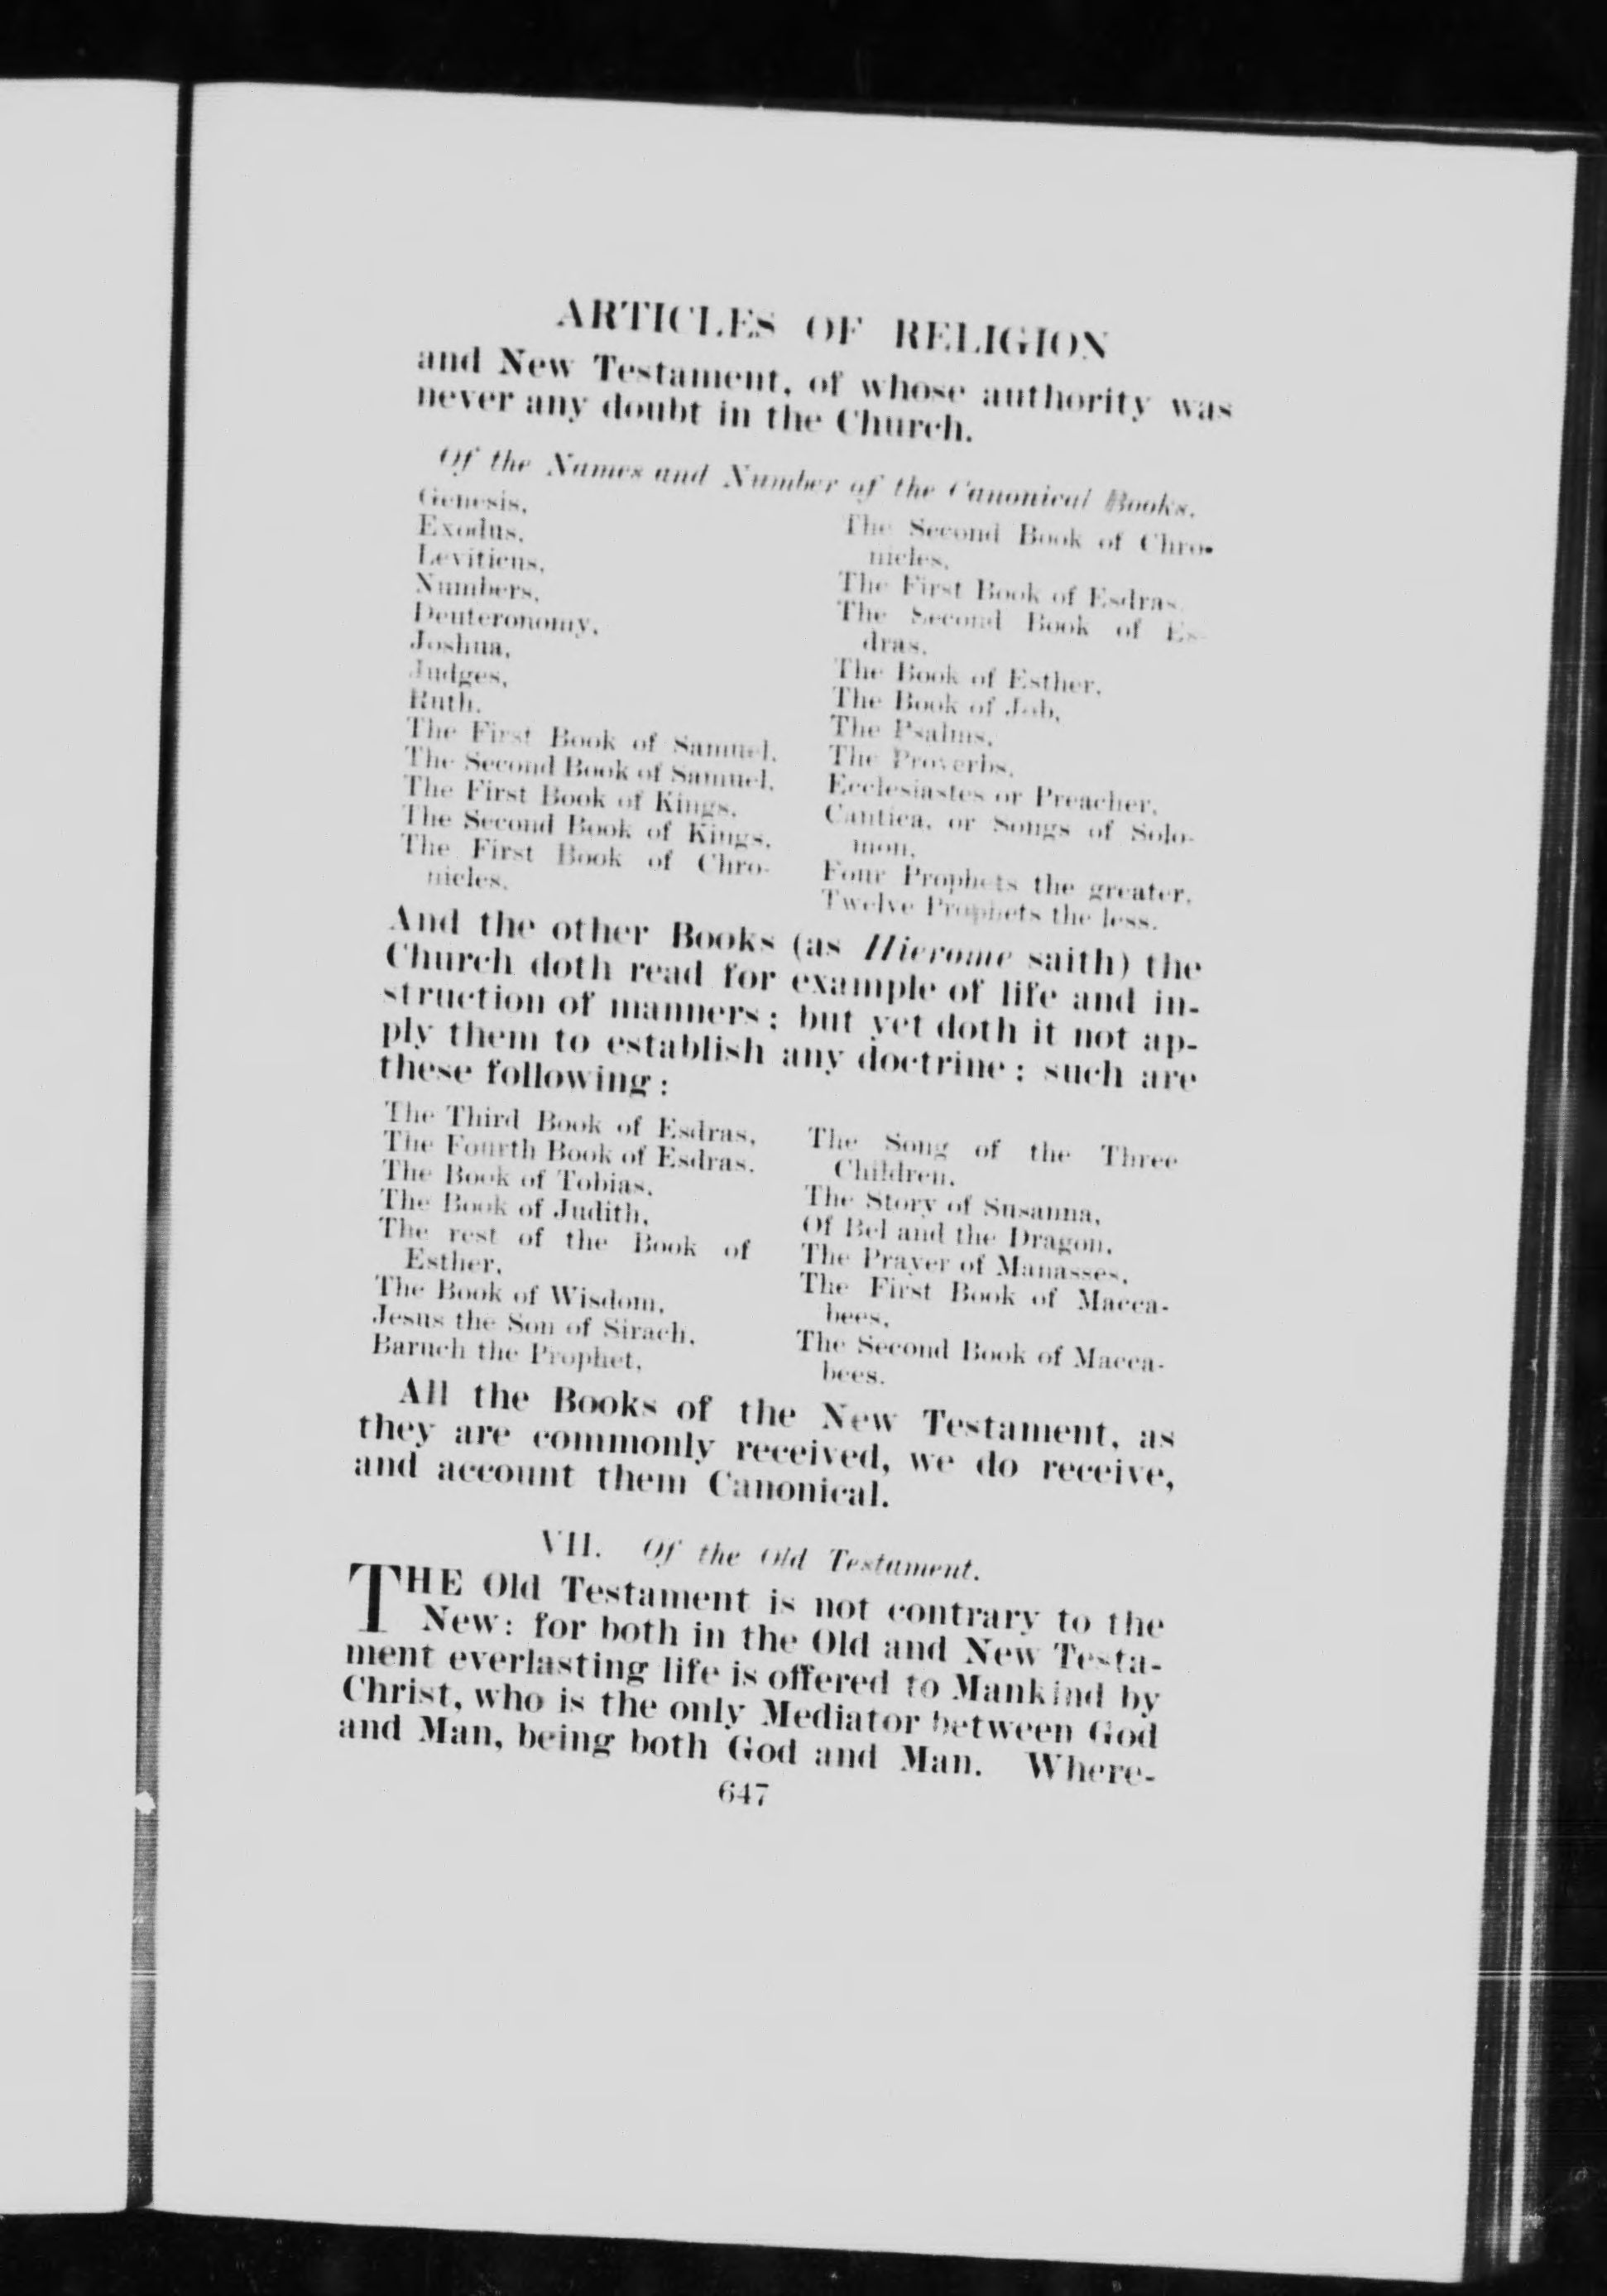 ARTICLES OF RELIGION
and New Testament, of whose authority was
never any doubt in the Church.
Of the Names and Number of the Canonical Books.
Genesis,
Exodus,
Leviticus,
Numbers,
Deuteronomy,
Joshua,
Judges,
Ruth,
The First Book of Samuel,
The Second Book of Samuel,
The First Book of Kings,
The Second Book of Kings,
The First Book of Chro-
nicles,
The Second Book of Chro-
nicles,
The First Book of Esdras,
The Second Book of Es-
dras,
The Book of Esther,
The Book of Job,
The Psalms,
The Proverbs,
Ecclesiastes or Preacher,
Cantica, or Songs of Solo-
mon,
Four Prophets the greater,
Twelve Prophets the less.
And the other Books (as Hierome saith) the
Church doth read for example of life and in-
struction of manners; but yet doth it not ap-
ply them to establish any doctrine; such are
these following:
The Third Book of Esdras,
The Fourth Book of Esdras,
The Book of Tobias,
The Book of Judith,
The rest of the Book of
Esther,
The Book of Wisdom,
Jesus the Son of Sirach,
Baruch the Prophet,
The Song of the Three
Children,
The Story of Susanna,
Of Bel and the Dragon,
The Prayer of Manasses,
The First Book of Macca-
bees,
The Second Book of Macca-
bees.
All the Books of the New Testament, as
they are commonly received, we do receive,
and account them Canonical.
VII. Of the Old Testament.
THE Old Testament is not contrary to the
New: for both in the Old and New Testa-
ment everlasting life is offered to Mankind by
Christ, who is the only Mediator between God
and Man, being both God and Man. Where-
647